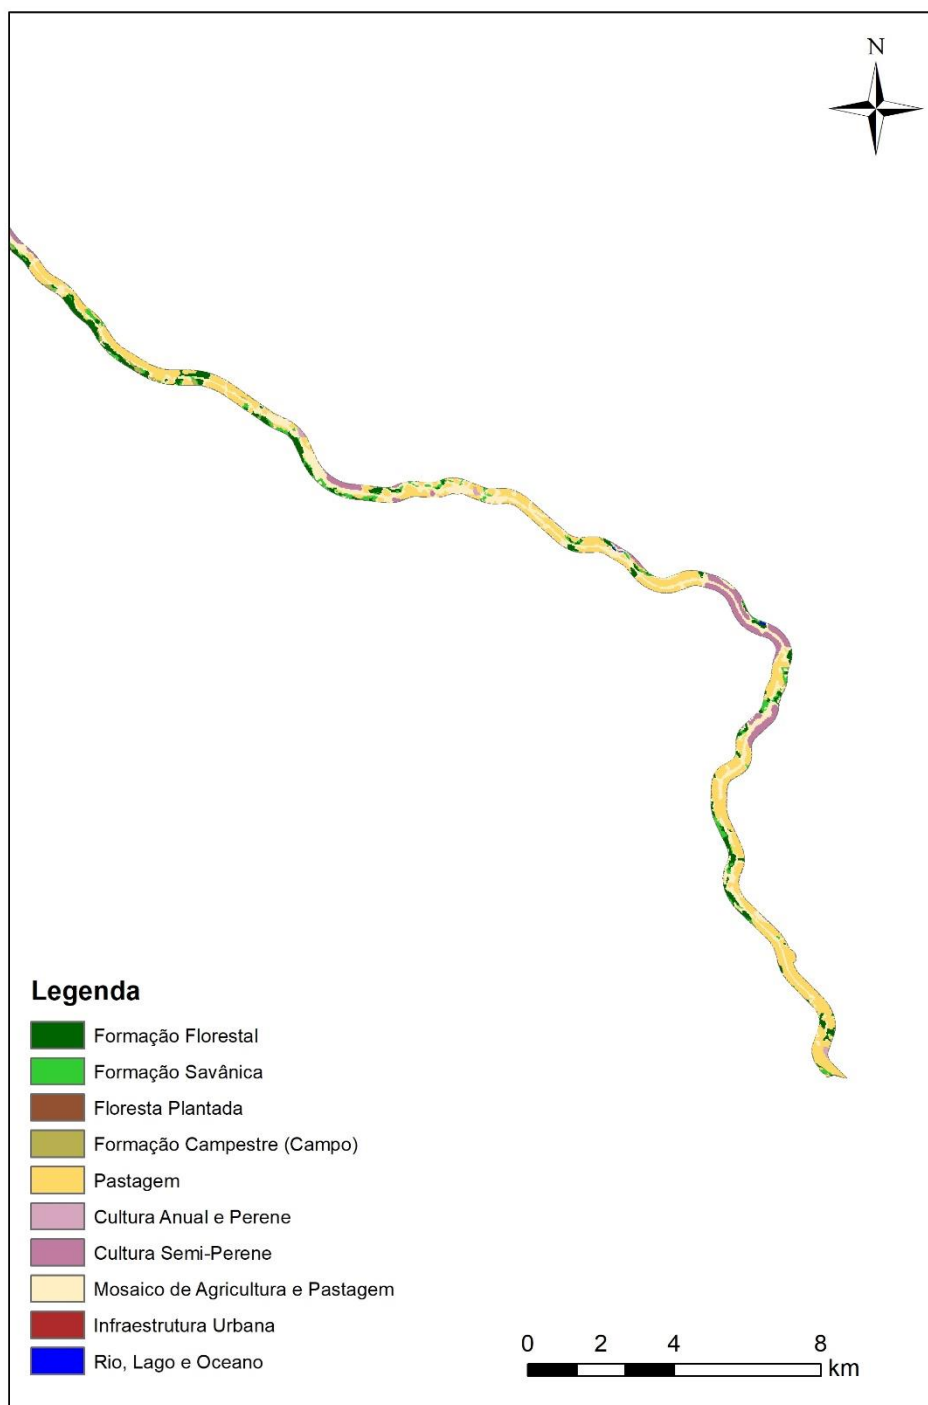 N
Legenda
Formação Florestal
Formação Savânica
Floresta Plantada
Formação Campestre (Campo)
Pastagem
Cultura Anual e Perene
Cultura Semi-Perene
Mosaico de Agricultura e Pastagem
Infraestrutura Urbana
Rio, Lago e Oceano
0 2 4 8
km